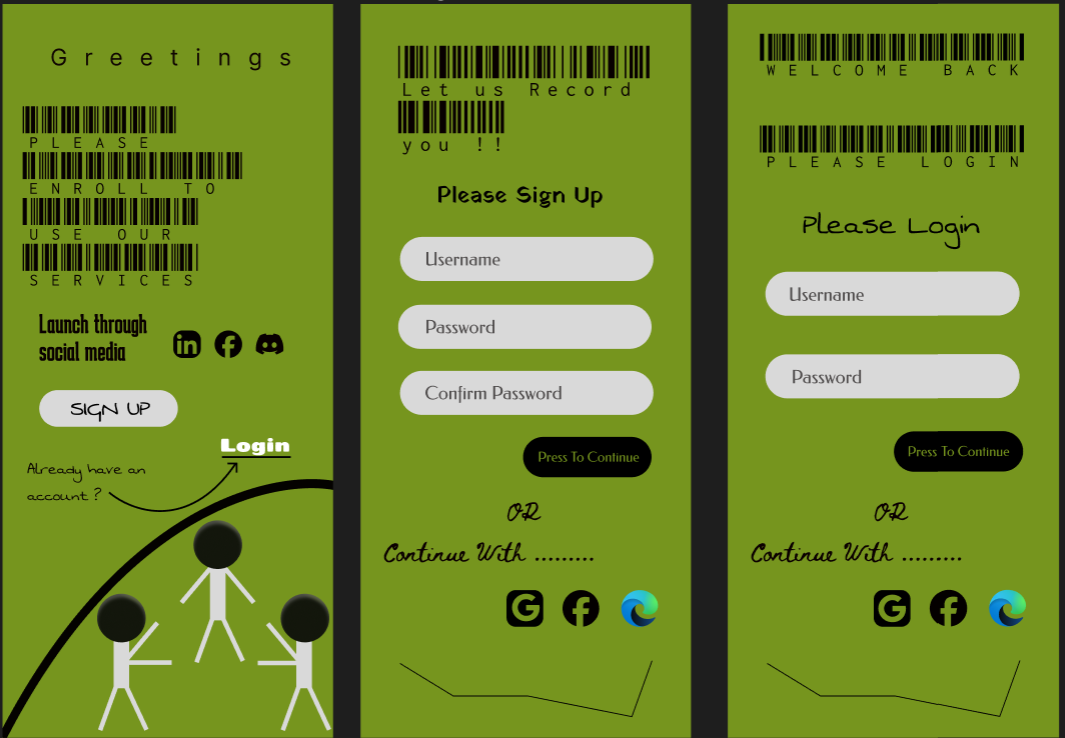 Greetings
PLEASE
ENROLL TO
USE OUR
SERVICES
Launch through
social media
in
SIGN UP
Login
Already have an
account ?
Let us Record
you !!
Please Sign Up
Username
Password
Confirm Password
Press To Continue
OR
Continue With .........
G
WELCOME BACK
PLEASE LOGIN
Please Login
Username
Password
Press To Continue
OR
Continue With .........
G